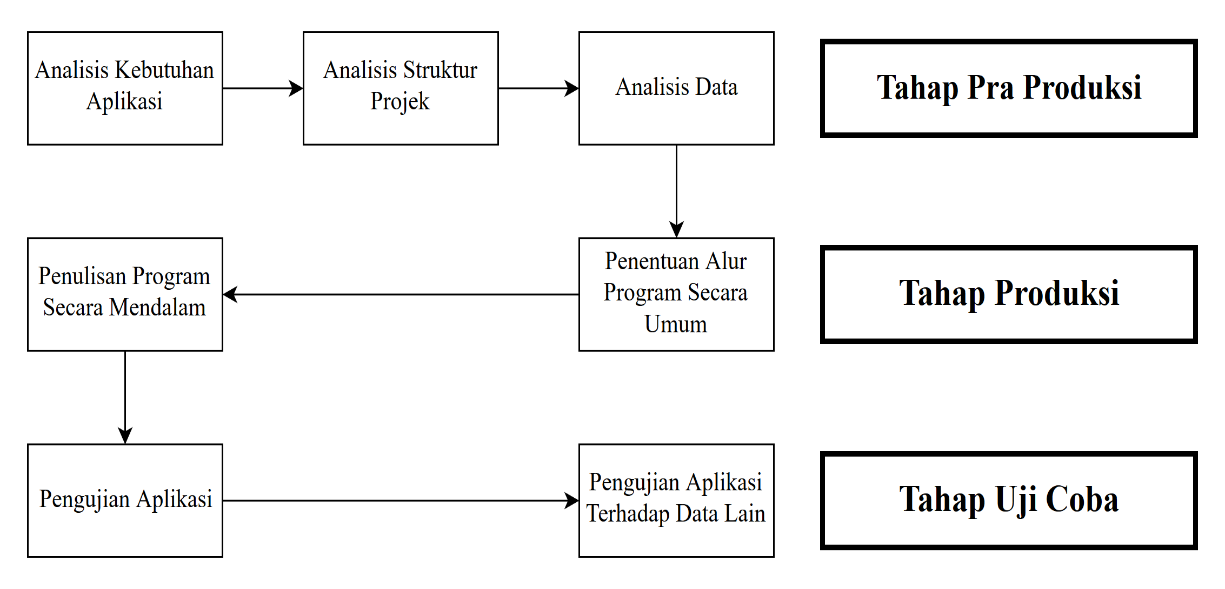 Analisis Kebutuhan
Aplikasi
Analisis Struktur
Projek
Analisis Data
Tahap Pra Produksi
Penulisan Program
Secara Mendalam
Penentuan Alur
Program Secara
Umum
Tahap Produksi
Pengujian Aplikasi
Pengujian Aplikasi
Terhadap Data Lain
Tahap Uji Coba